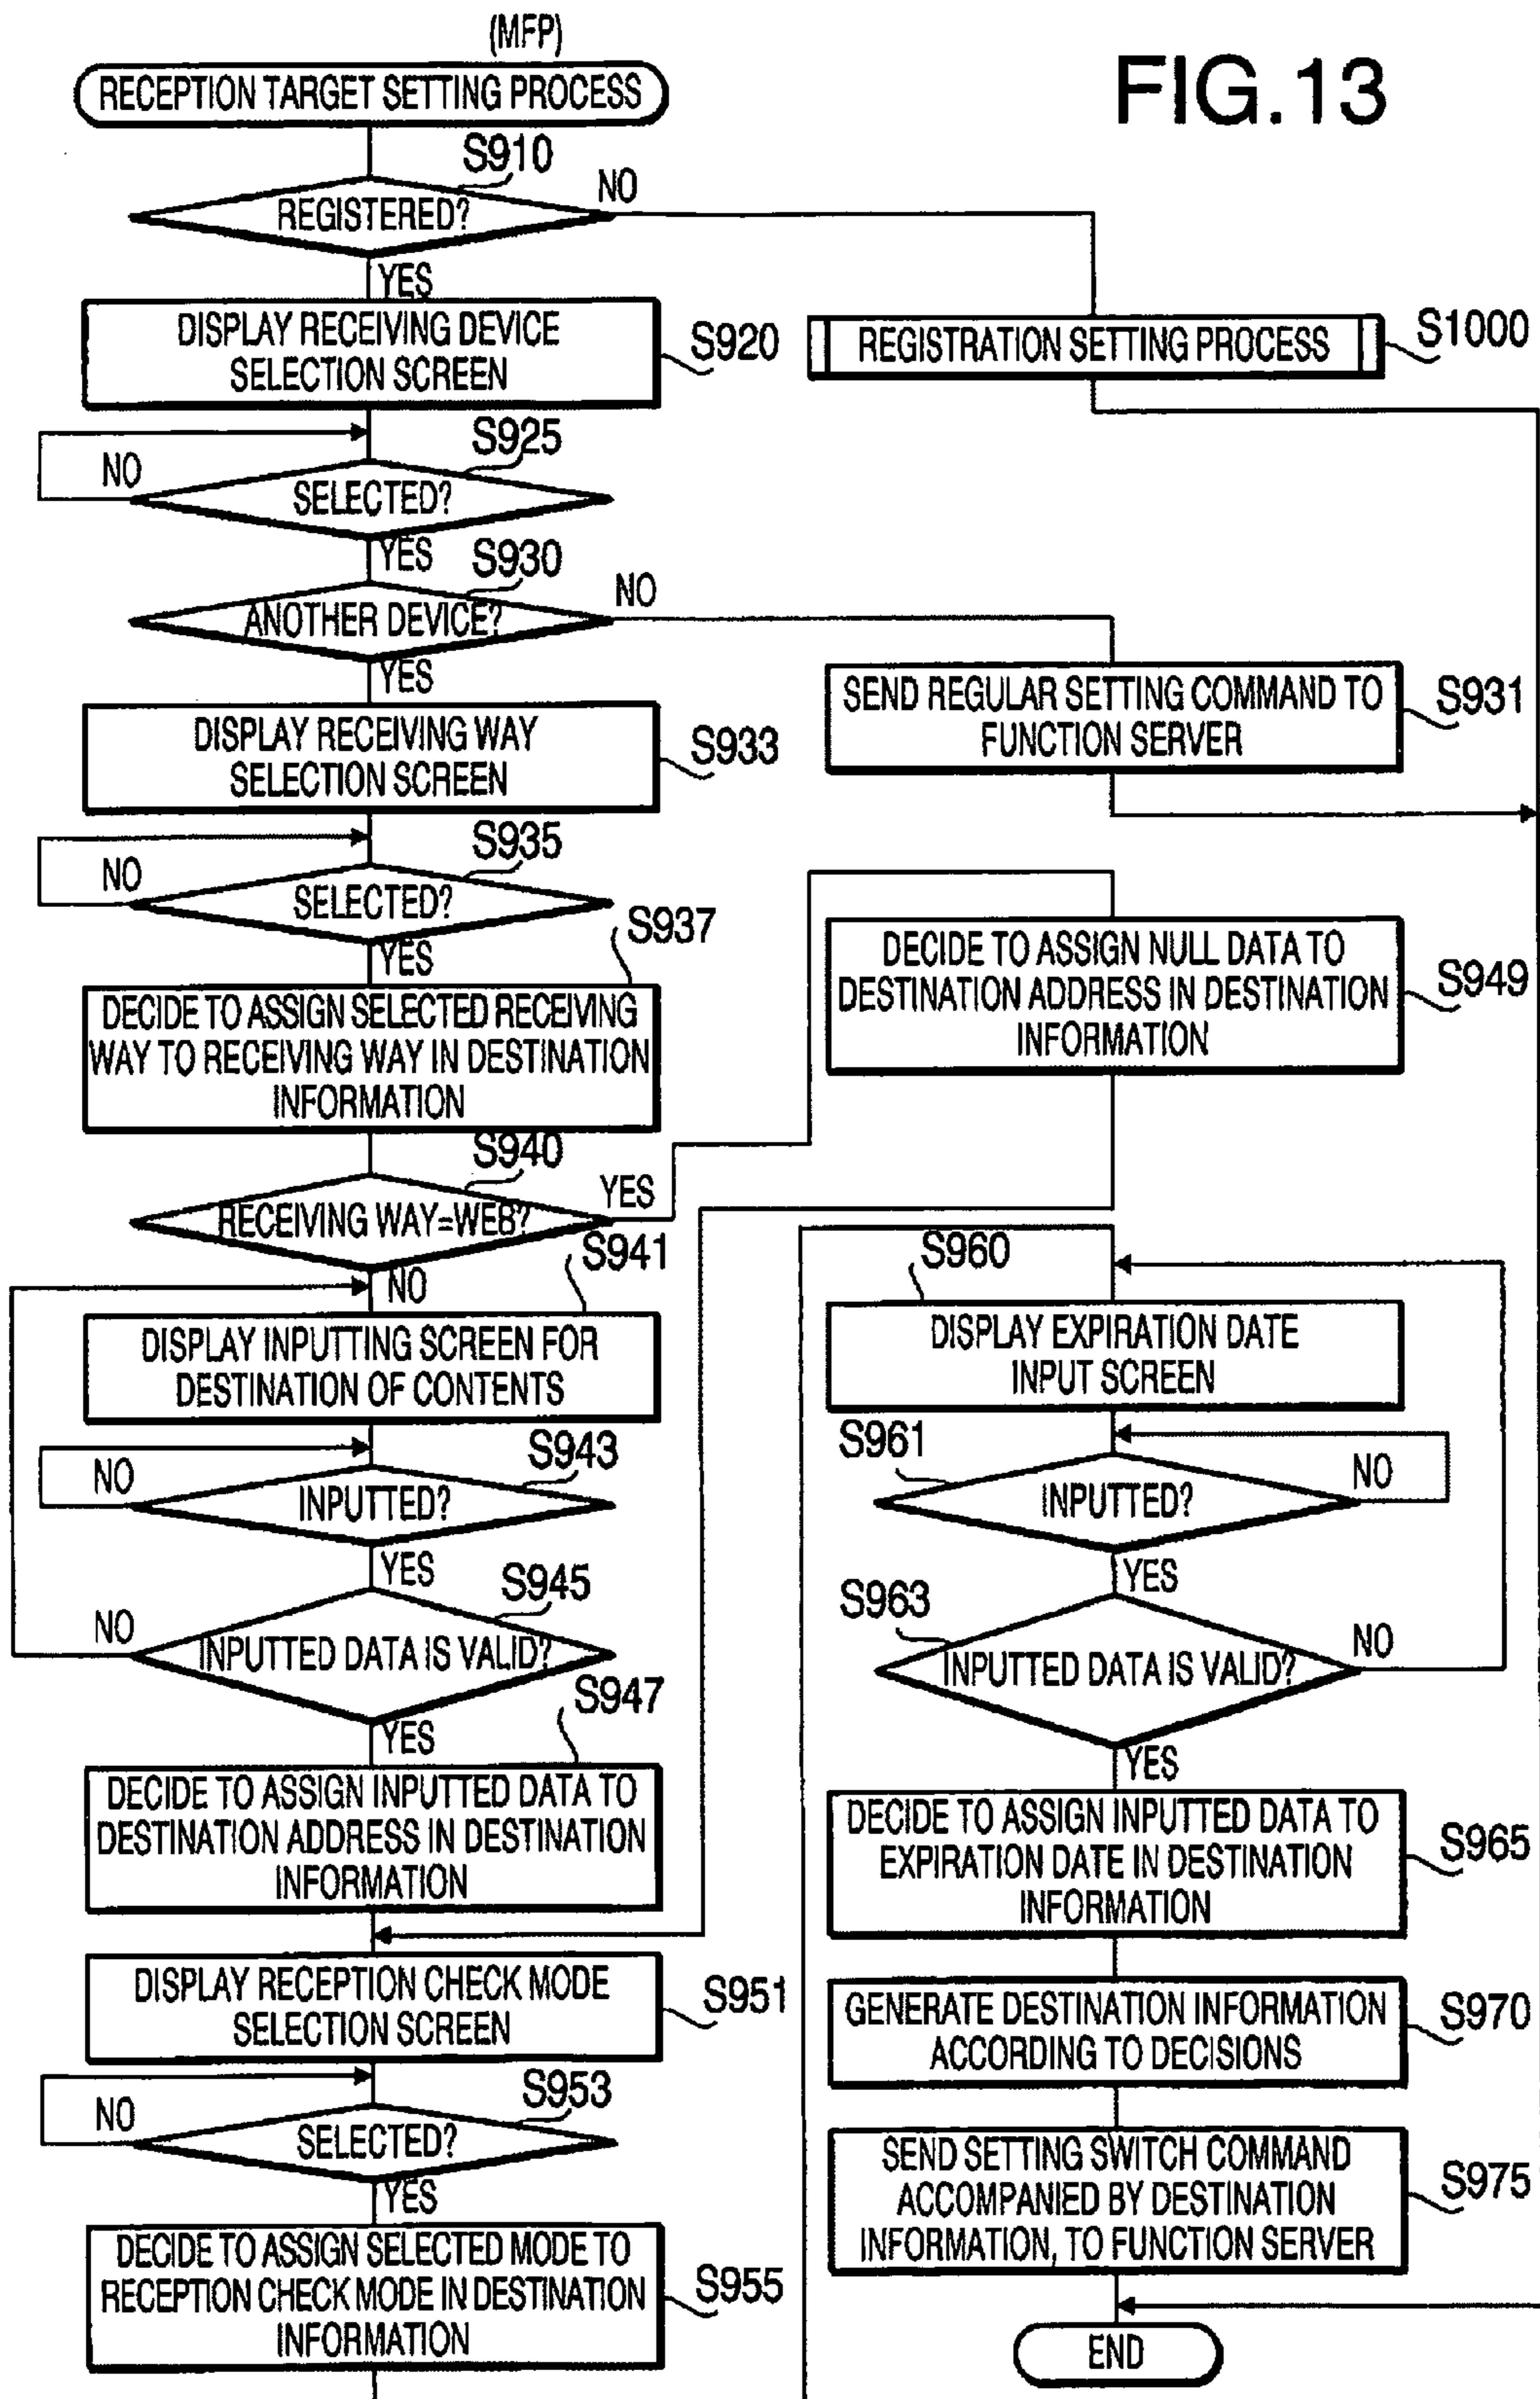 (MFP)
FIG.13
RECEPTION TARGET SETTING PROCESS
S910
REGISTERED?
NO
YES
DISPLAY RECEIVING DEVICE
SELECTION SCREEN
S920
REGISTRATION SETTING PROCESS
S1000
S925
NO
SELECTED?
YES
S930
ANOTHER DEVICE?
NO
YES
SEND REGULAR SETTING COMMAND TO
FUNCTION SERVER
S931
DISPLAY RECEIVING WAY
SELECTION SCREEN
S933
S935
NO
SELECTED?
YES
S937
DECIDE TO ASSIGN SELECTED RECEIVING
WAY TO RECEIVING WAY IN DESTINATION
INFORMATION
DECIDE TO ASSIGN NULL DATA TO
DESTINATION ADDRESS IN DESTINATION
INFORMATION
S949
S940
RECEIVING WAY=WEB?
YES
NO
S941
DISPLAY INPUTTING SCREEN FOR
DESTINATION OF CONTENTS
S943
NO
INPUTTED?
YES
S945
NO
INPUTTED DATA IS VALID?
YES
S947
DECIDE TO ASSIGN INPUTTED DATA TO
DESTINATION ADDRESS IN DESTINATION
INFORMATION
DISPLAY RECEPTION CHECK MODE
SELECTION SCREEN
S951
S953
NO
SELECTED?
YES
DECIDE TO ASSIGN SELECTED MODE TO
RECEPTION CHECK MODE IN DESTINATION
INFORMATION
S955
S960
DISPLAY EXPIRATION DATE
INPUT SCREEN
S961
INPUTTED?
NO
YES
S963
INPUTTED DATA IS VALID?
NO
YES
DECIDE TO ASSIGN INPUTTED DATA TO
EXPIRATION DATE IN DESTINATION
INFORMATION
S965
GENERATE DESTINATION INFORMATION
ACCORDING TO DECISIONS
S970
SEND SETTING SWITCH COMMAND
ACCOMPANIED BY DESTINATION
INFORMATION, TO FUNCTION SERVER
S975
END